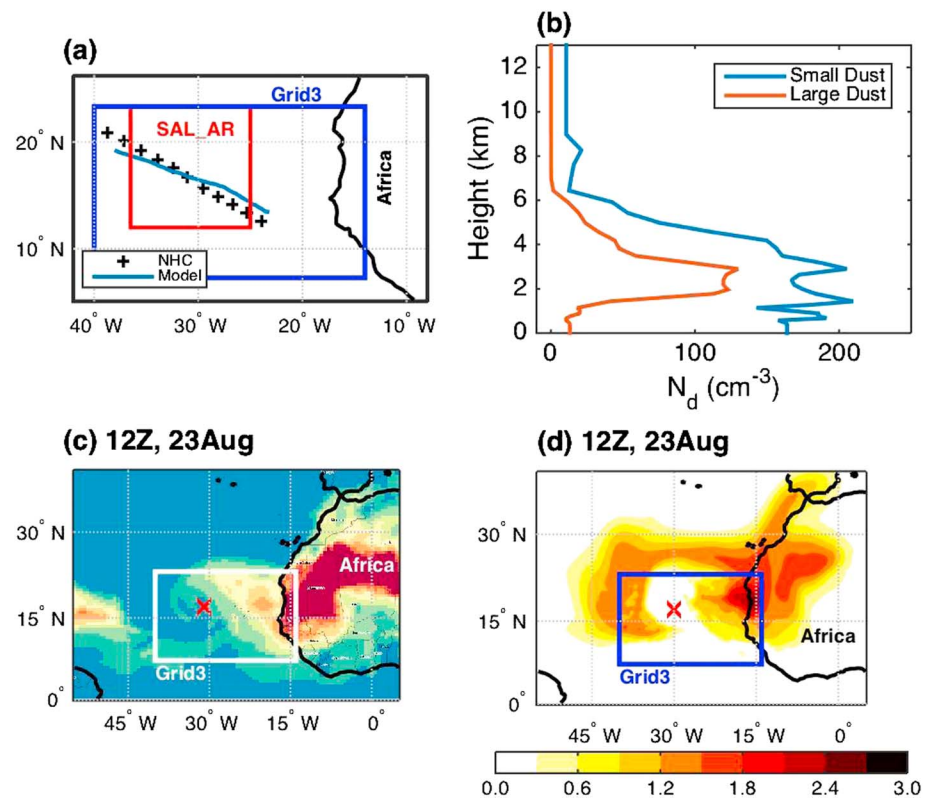 (a)
Grid3
SAL_AR
Africa
NHC
Model
20° N
10° N
40° W 30° W 20° W 10° W
(b)
Small Dust
Large Dust
Height (km)
12
10
8
6
4
2
0
0 100 200
N_d (cm⁻³)
(c) 12Z, 23Aug
30° N
15° N
0°
Africa
Grid3
45° W 30° W 15° W 0°
(d) 12Z, 23Aug
30° N
15° N
0°
Africa
Grid3
45° W 30° W 15° W 0°
0.0 0.6 1.2 1.8 2.4 3.0